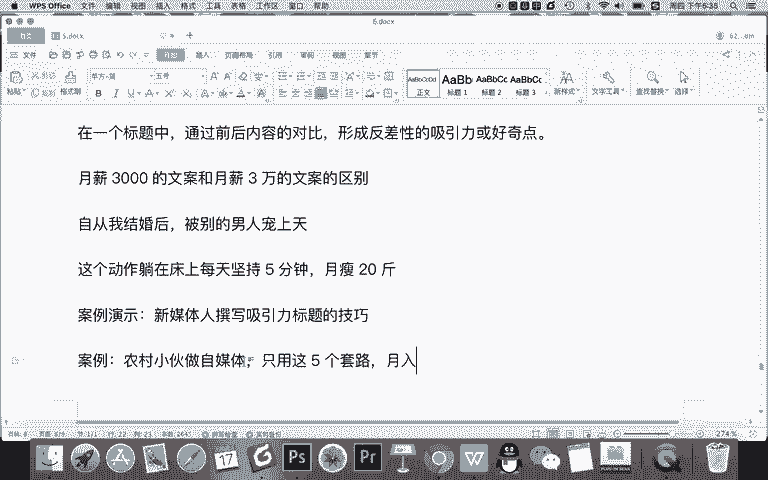 WPS Office 文件 编辑 视图 插入 格式 工具 表格 工作区 窗口 帮助
周四 下午5:35
5.docx
5.docx
文件 开始 插入 页面布局 引用 审阅 视图 章节
粘贴 格式刷 正文 标题 1 标题 2 标题 3 新样式 文字工具 查找替换 选择
在一个标题中，通过前后内容的对比，形成反差性的吸引力或好奇点。
月薪 3000 的文案和月薪 3 万的文案的区别
自从我结婚后，被别的男人宠上天
这个动作躺在床上每天坚持 5 分钟，月瘦 20 斤
案例演示：新媒体人撰写吸引力标题的技巧
案例：农村小伙做自媒体，只用这 5 个套路，月入
274%
17
Ps
Pr